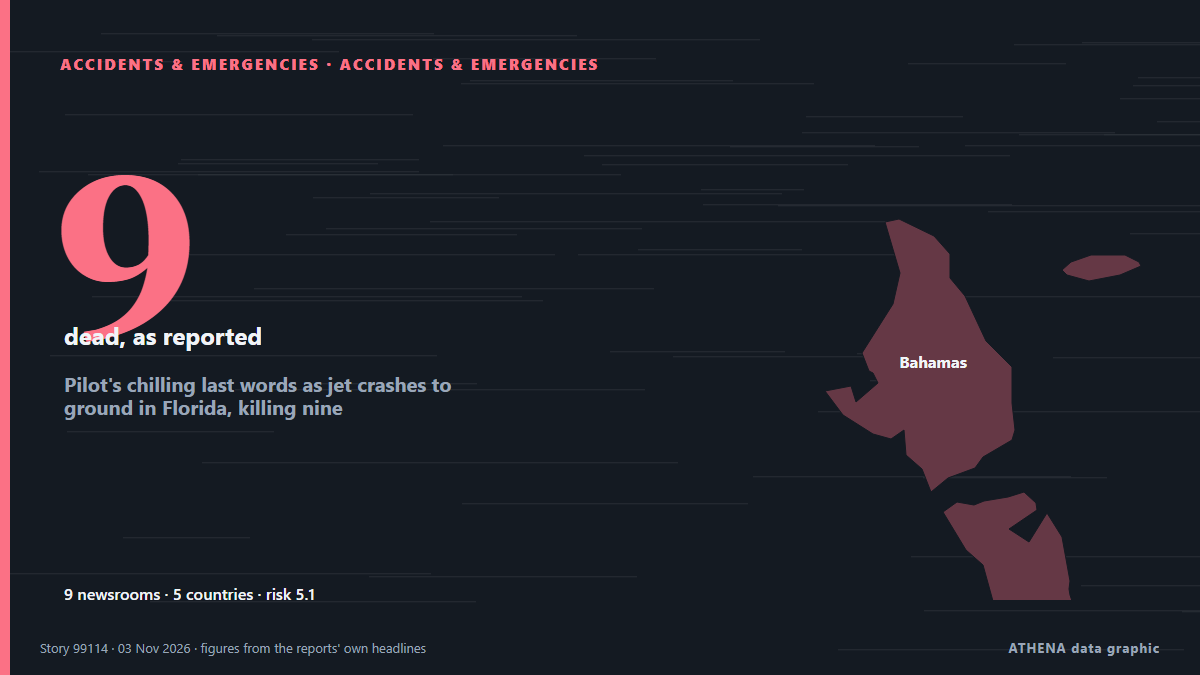 ACCIDENTS & EMERGENCIES · ACCIDENTS & EMERGENCIES
9
dead, as reported
Pilot's chilling last words as jet crashes to
ground in Florida, killing nine
Bahamas
9 newsrooms · 5 countries · risk 5.1
Story 99114 · 03 Nov 2026 · figures from the reports' own headlines
ATHENA data graphic